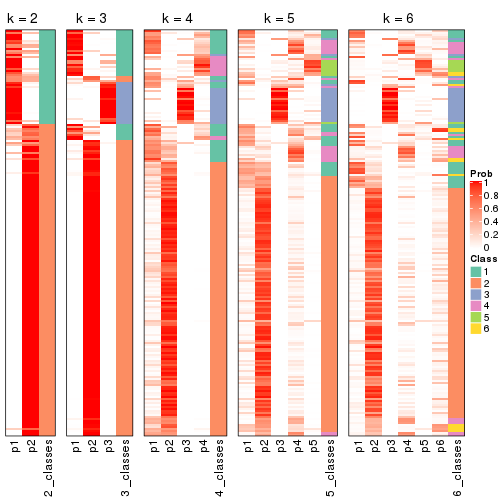 k = 2
k = 3
k = 4
k = 5
k = 6
Prob
1
0.8
0.6
0.4
0.2
0
Class
1
2
3
4
5
6
p1
p2
2_classes
p1
p2
p3
3_classes
p1
p2
p3
p4
4_classes
p1
p2
p3
p4
p5
5_classes
p1
p2
p3
p4
p5
p6
6_classes